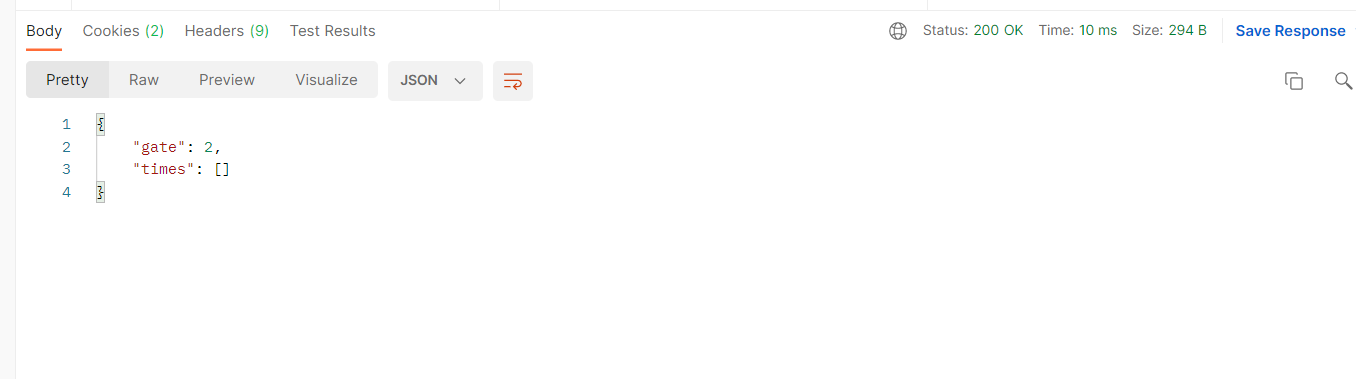 Body Cookies (2) Headers (9) Test Results Status: 200 OK Time: 10 ms Size: 294 B Save Response
Pretty Raw Preview Visualize JSON
1 {
2 "gate": 2,
3 "times": []
4 }